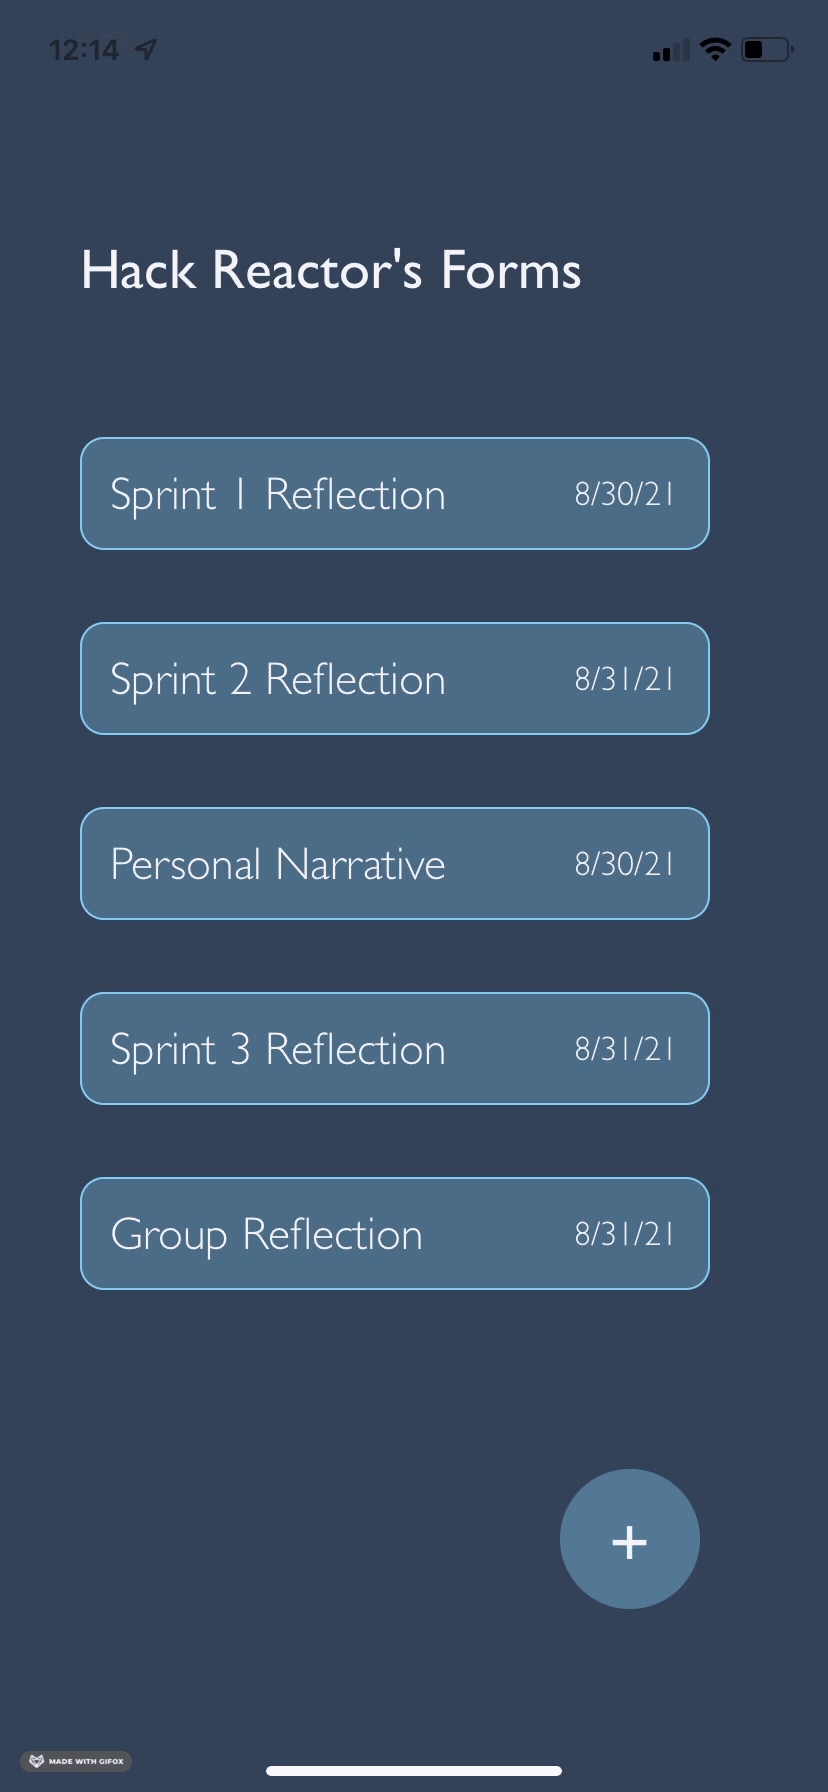 12:14
Hack Reactor's Forms
Sprint 1 Reflection 8/30/21
Sprint 2 Reflection 8/31/21
Personal Narrative 8/30/21
Sprint 3 Reflection 8/31/21
Group Reflection 8/31/21
+
MADE WITH GIFOX